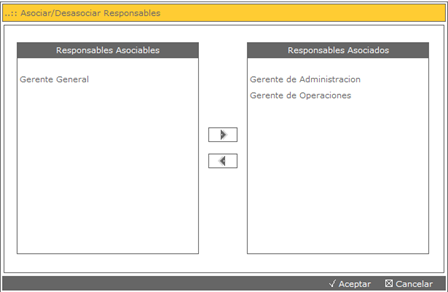 ..:: Asociar/Desasociar Responsables
Responsables Asociables
Gerente General
Responsables Asociados
Gerente de Administracion
Gerente de Operaciones
Aceptar
Cancelar